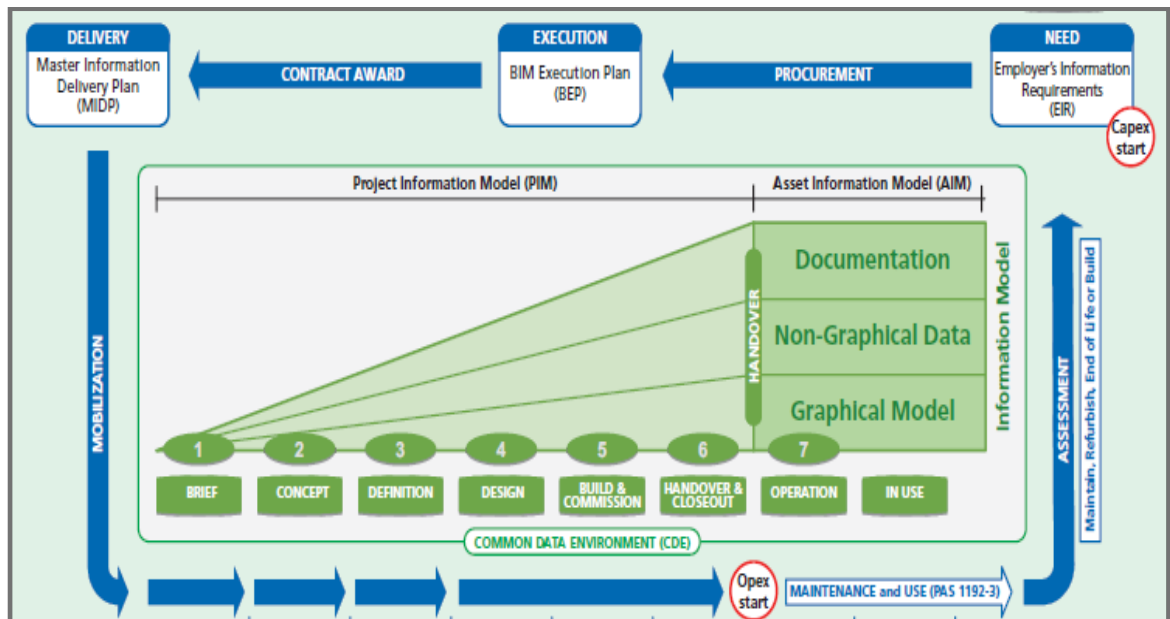 DELIVERY
Master Information
Delivery Plan
(MIDP)
CONTRACT AWARD
EXECUTION
BIM Execution Plan
(BEP)
PROCUREMENT
NEED
Employer's Information
Requirements
(EIR)
Capex
start
Project Information Model (PIM)
Asset Information Model (AIM)
Documentation
Non-Graphical Data
Graphical Model
HANDOVER
Information Model
MOBILIZATION
ASSESSMENT
Maintain, Refurbish, End of Life or Build
1
2
3
4
5
6
7
BRIEF
CONCEPT
DEFINITION
DESIGN
BUILD &
COMMISSION
HANDOVER &
CLOSEOUT
OPERATION
IN USE
COMMON DATA ENVIRONMENT (CDE)
Opex
start
MAINTENANCE and USE (PAS 1192-3)